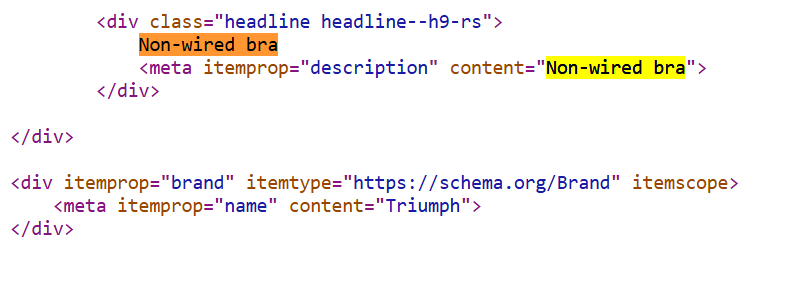 <div class="headline headline--h9-rs">
Non-wired bra
<meta itemprop="description" content="Non-wired bra">
</div>
</div>
<div itemprop="brand" itemtype="https://schema.org/Brand" itemscope>
<meta itemprop="name" content="Triumph">
</div>